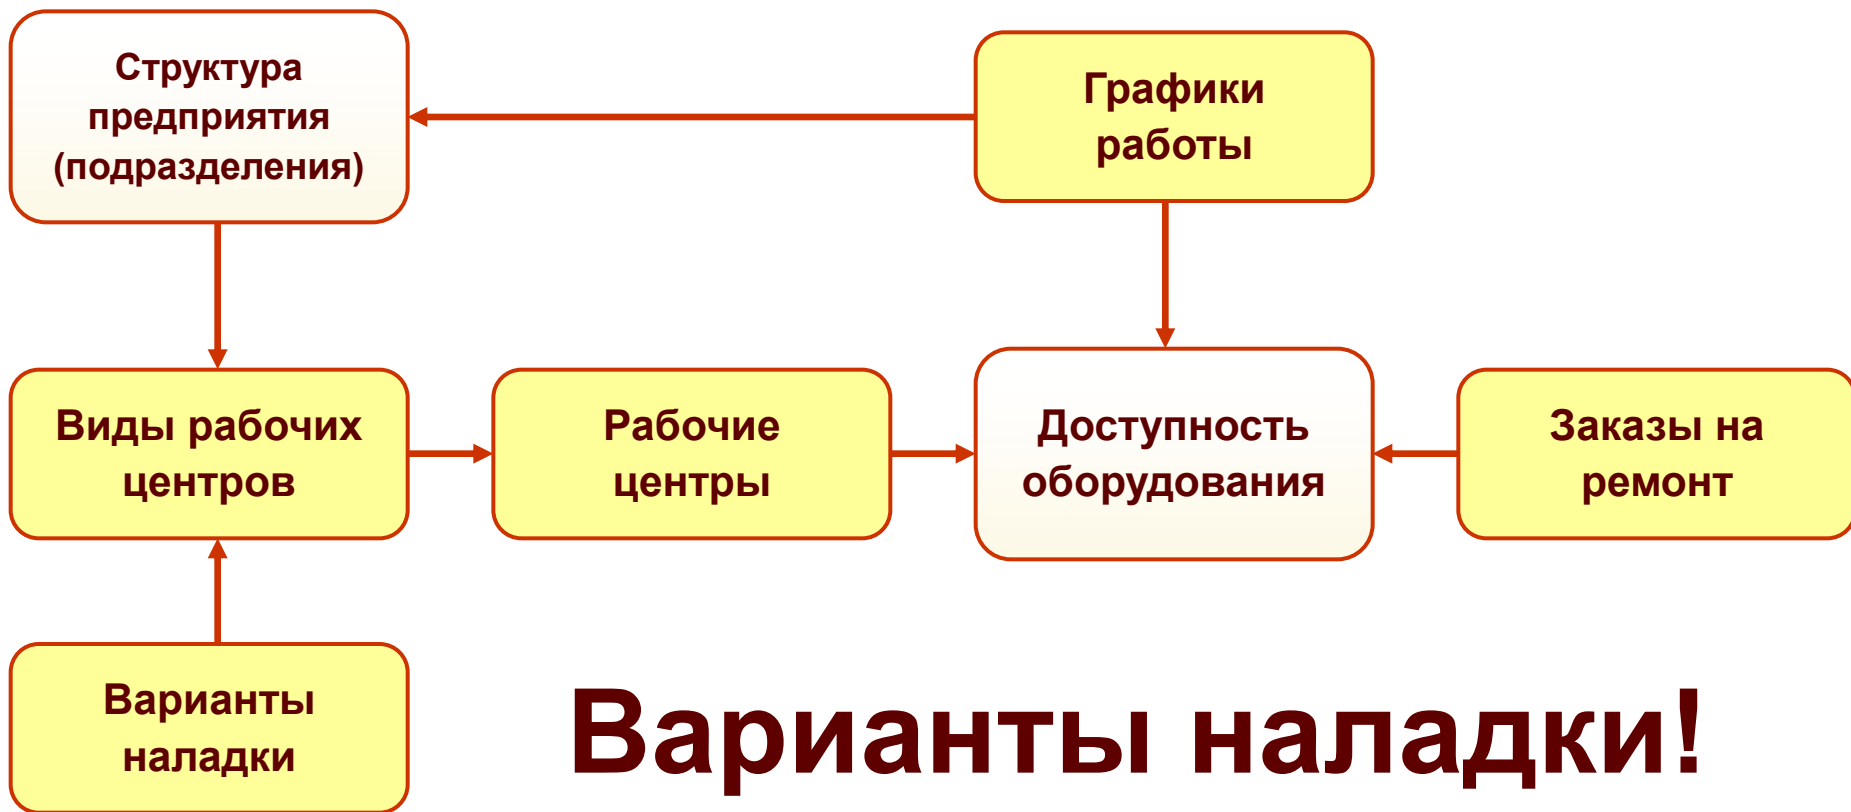 Структура
предприятия
(подразделения)
Графики
работы
Виды рабочих
центров
Рабочие
центры
Доступность
оборудования
Заказы на
ремонт
Варианты
наладки
Варианты наладки!